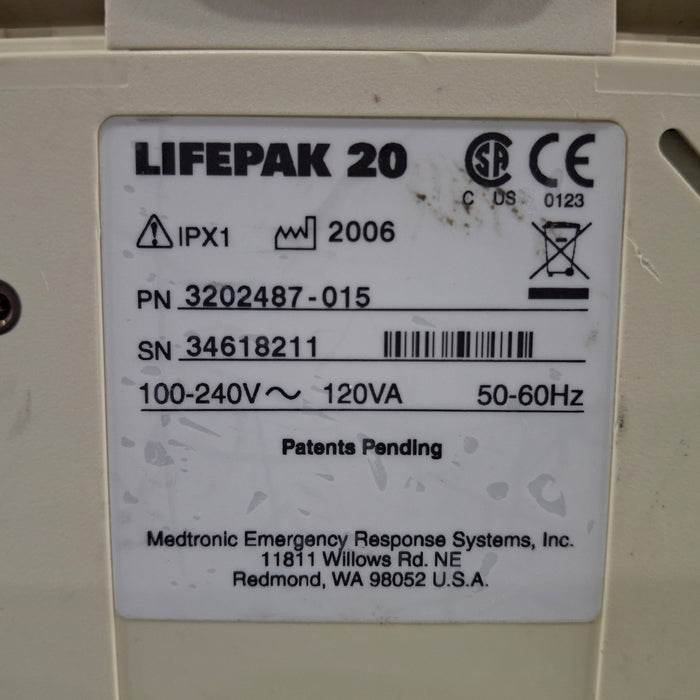 LIFEPAK 20
C US 0123
IPX1 2006
PN 3202487-015
SN 34618211
100-240V~ 120VA 50-60Hz
Patents Pending
Medtronic Emergency Response Systems, Inc.
11811 Willows Rd. NE
Redmond, WA 98052 U.S.A.